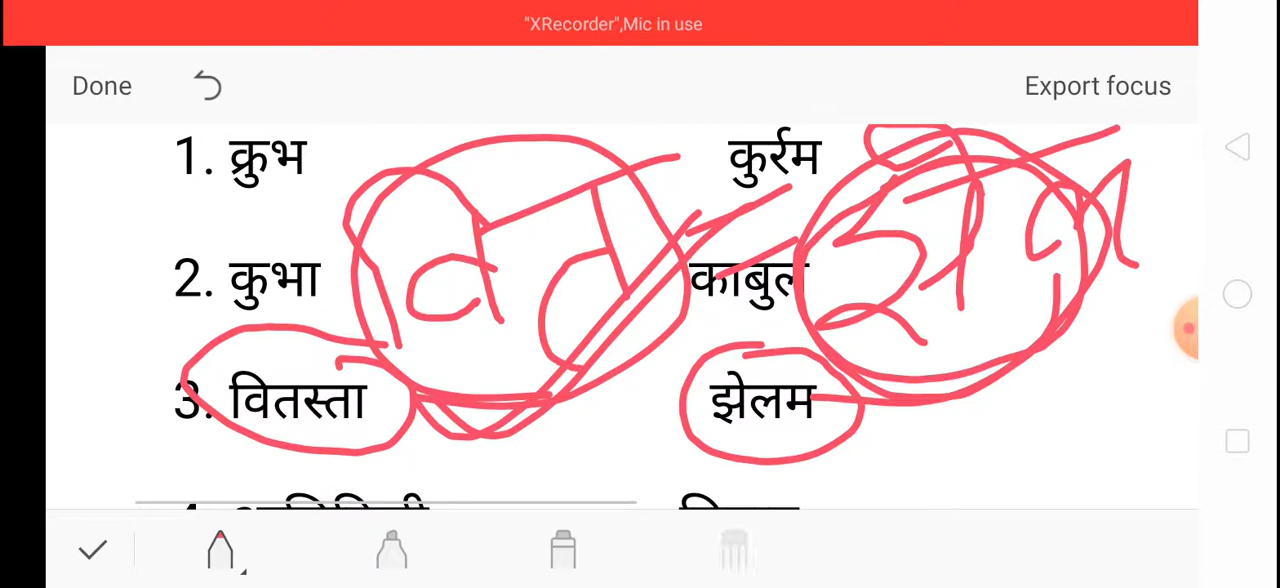 "XRecorder",Mic in use
Done Export focus
1. क्रुभ कुर्रम
2. कुभा काबुल
3. वितस्ता झेलम